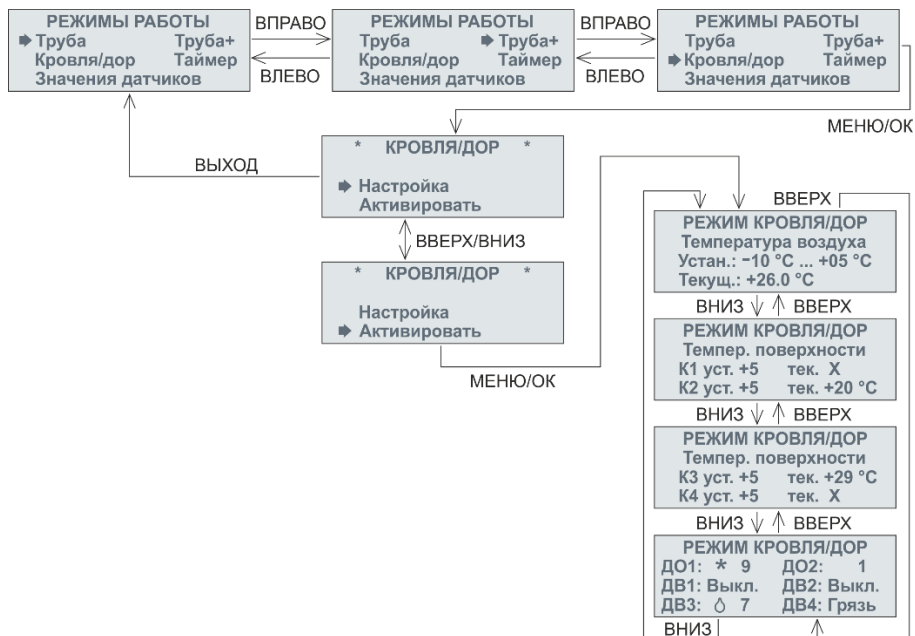 РЕЖИМЫ РАБОТЫ
Труба Труба+
Кровля/дор Таймер
Значения датчиков
ВПРАВО
ВЛЕВО
РЕЖИМЫ РАБОТЫ
Труба Труба+
Кровля/дор Таймер
Значения датчиков
ВПРАВО
ВЛЕВО
РЕЖИМЫ РАБОТЫ
Труба Труба+
Кровля/дор Таймер
Значения датчиков
МЕНЮ/ОК
ВЫХОД
* КРОВЛЯ/ДОР *
Настройка
Активировать
ВВЕРХ/ВНИЗ
* КРОВЛЯ/ДОР *
Настройка
Активировать
МЕНЮ/ОК
ВВЕРХ
РЕЖИМ КРОВЛЯ/ДОР
Температура воздуха
Устан.: -10 °C ... +05 °C
Текущ.: +26.0 °C
ВНИЗ ВВЕРХ
РЕЖИМ КРОВЛЯ/ДОР
Темпер. поверхности
К1 уст. +5 тек. X
К2 уст. +5 тек. +20 °C
ВНИЗ ВВЕРХ
РЕЖИМ КРОВЛЯ/ДОР
Темпер. поверхности
К3 уст. +5 тек. +29 °C
К4 уст. +5 тек. X
ВНИЗ ВВЕРХ
РЕЖИМ КРОВЛЯ/ДОР
ДО1: * 9 ДО2: 1
ДВ1: Выкл. ДВ2: Выкл.
ДВ3: 7 ДВ4: Грязь
ВНИЗ